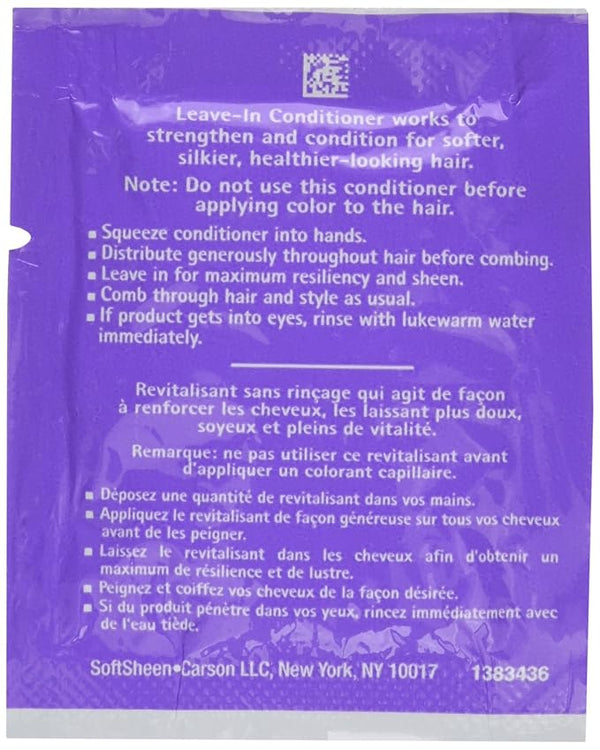 Leave-In Conditioner works to
strengthen and condition for softer,
silkier, healthier-looking hair.
Note: Do not use this conditioner before
applying color to the hair.
▪ Squeeze conditioner into hands.
▪ Distribute generously throughout hair before combing.
▪ Leave in for maximum resiliency and sheen.
▪ Comb through hair and style as usual.
▪ If product gets into eyes, rinse with lukewarm water
immediately.
Revitalisant sans rinçage qui agit de façon
à renforcer les cheveux, les laissant plus doux,
soyeux et pleins de vitalité.
Remarque: ne pas utiliser ce revitalisant avant
d'appliquer un colorant capillaire.
▪ Déposez une quantité de revitalisant dans vos mains.
▪ Appliquez le revitalisant de façon généreuse sur tous vos cheveux
avant de les peigner.
▪ Laissez le revitalisant dans les cheveux afin d'obtenir un
maximum de résilience et de lustre.
▪ Peignez et coiffez vos cheveux de la façon désirée.
▪ Si du produit pénètre dans vos yeux, rincez immédiatement avec
de l'eau tiède.
SoftSheen•Carson LLC, New York, NY 10017 1383436